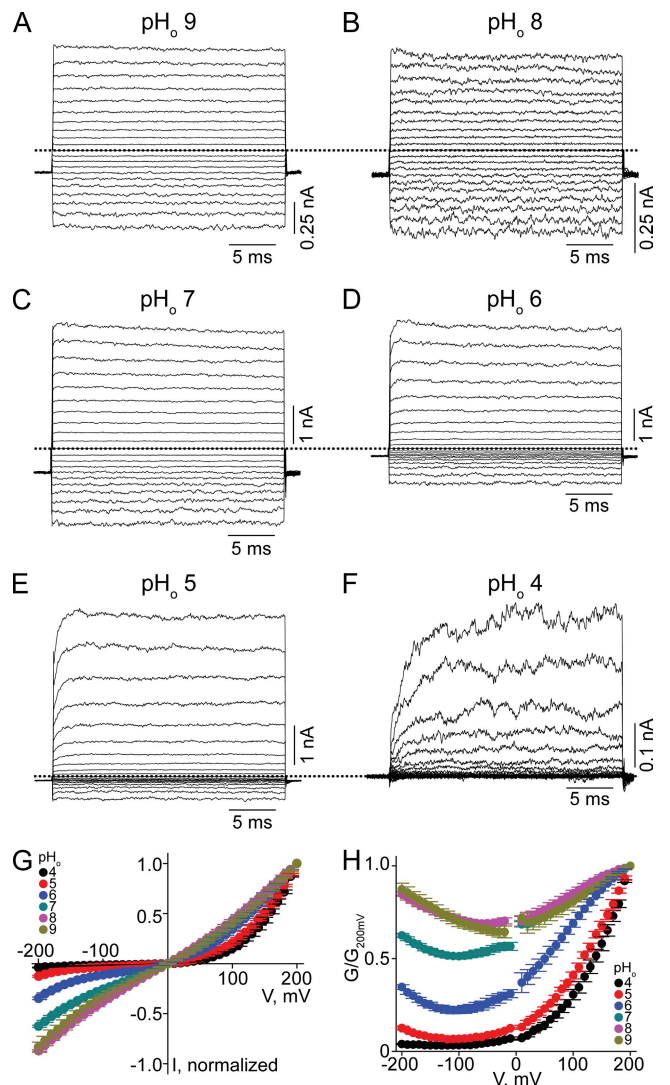 A pHo 9
B pHo 8
0.25 nA
5 ms
0.25 nA
5 ms
C pHo 7
D pHo 6
1 nA
5 ms
1 nA
5 ms
E pHo 5
F pHo 4
1 nA
5 ms
0.1 nA
5 ms
G
pHo
4
5
6
7
8
9
1.0
0.5
-200 -100
100 200
V, mV
-0.5
-1.0
I, normalized
H
G/G200mV
1.0
0.5
0
-200 -100 0 100 200
V, mV
pHo
4
5
6
7
8
9